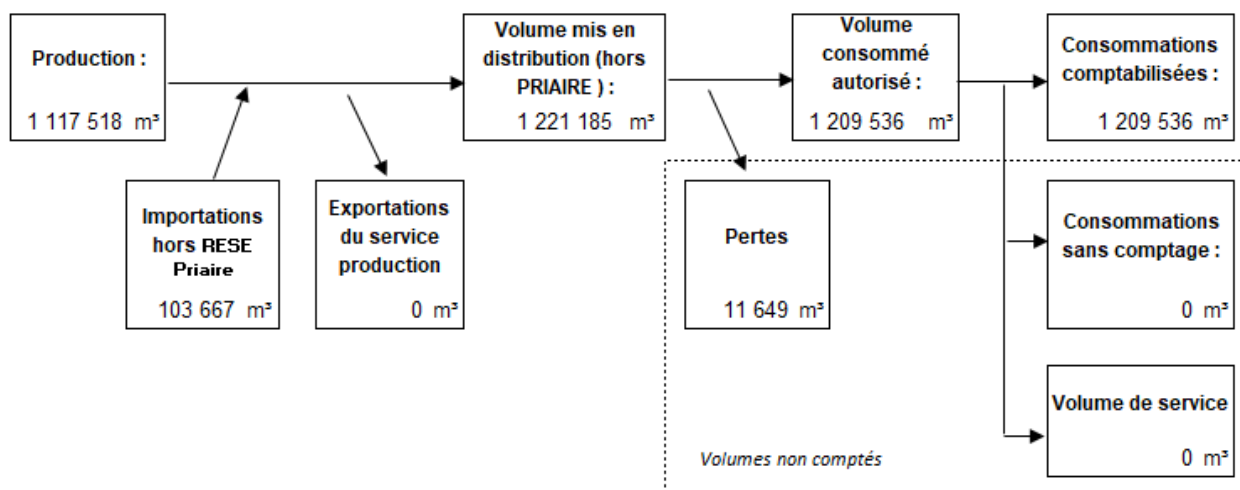 Production :
1 117 518 m³
Volume mis en
distribution (hors
PRIAIRE ) :
1 221 185 m³
Volume
consommé
autorisé :
1 209 536 m³
Consommations
comptabilisées :
1 209 536 m³
Importations
hors RESE
Priaire
103 667 m³
Exportations
du service
production
0 m³
Pertes
11 649 m³
Consommations
sans comptage :
0 m³
Volume de service
0 m³
Volumes non comptés